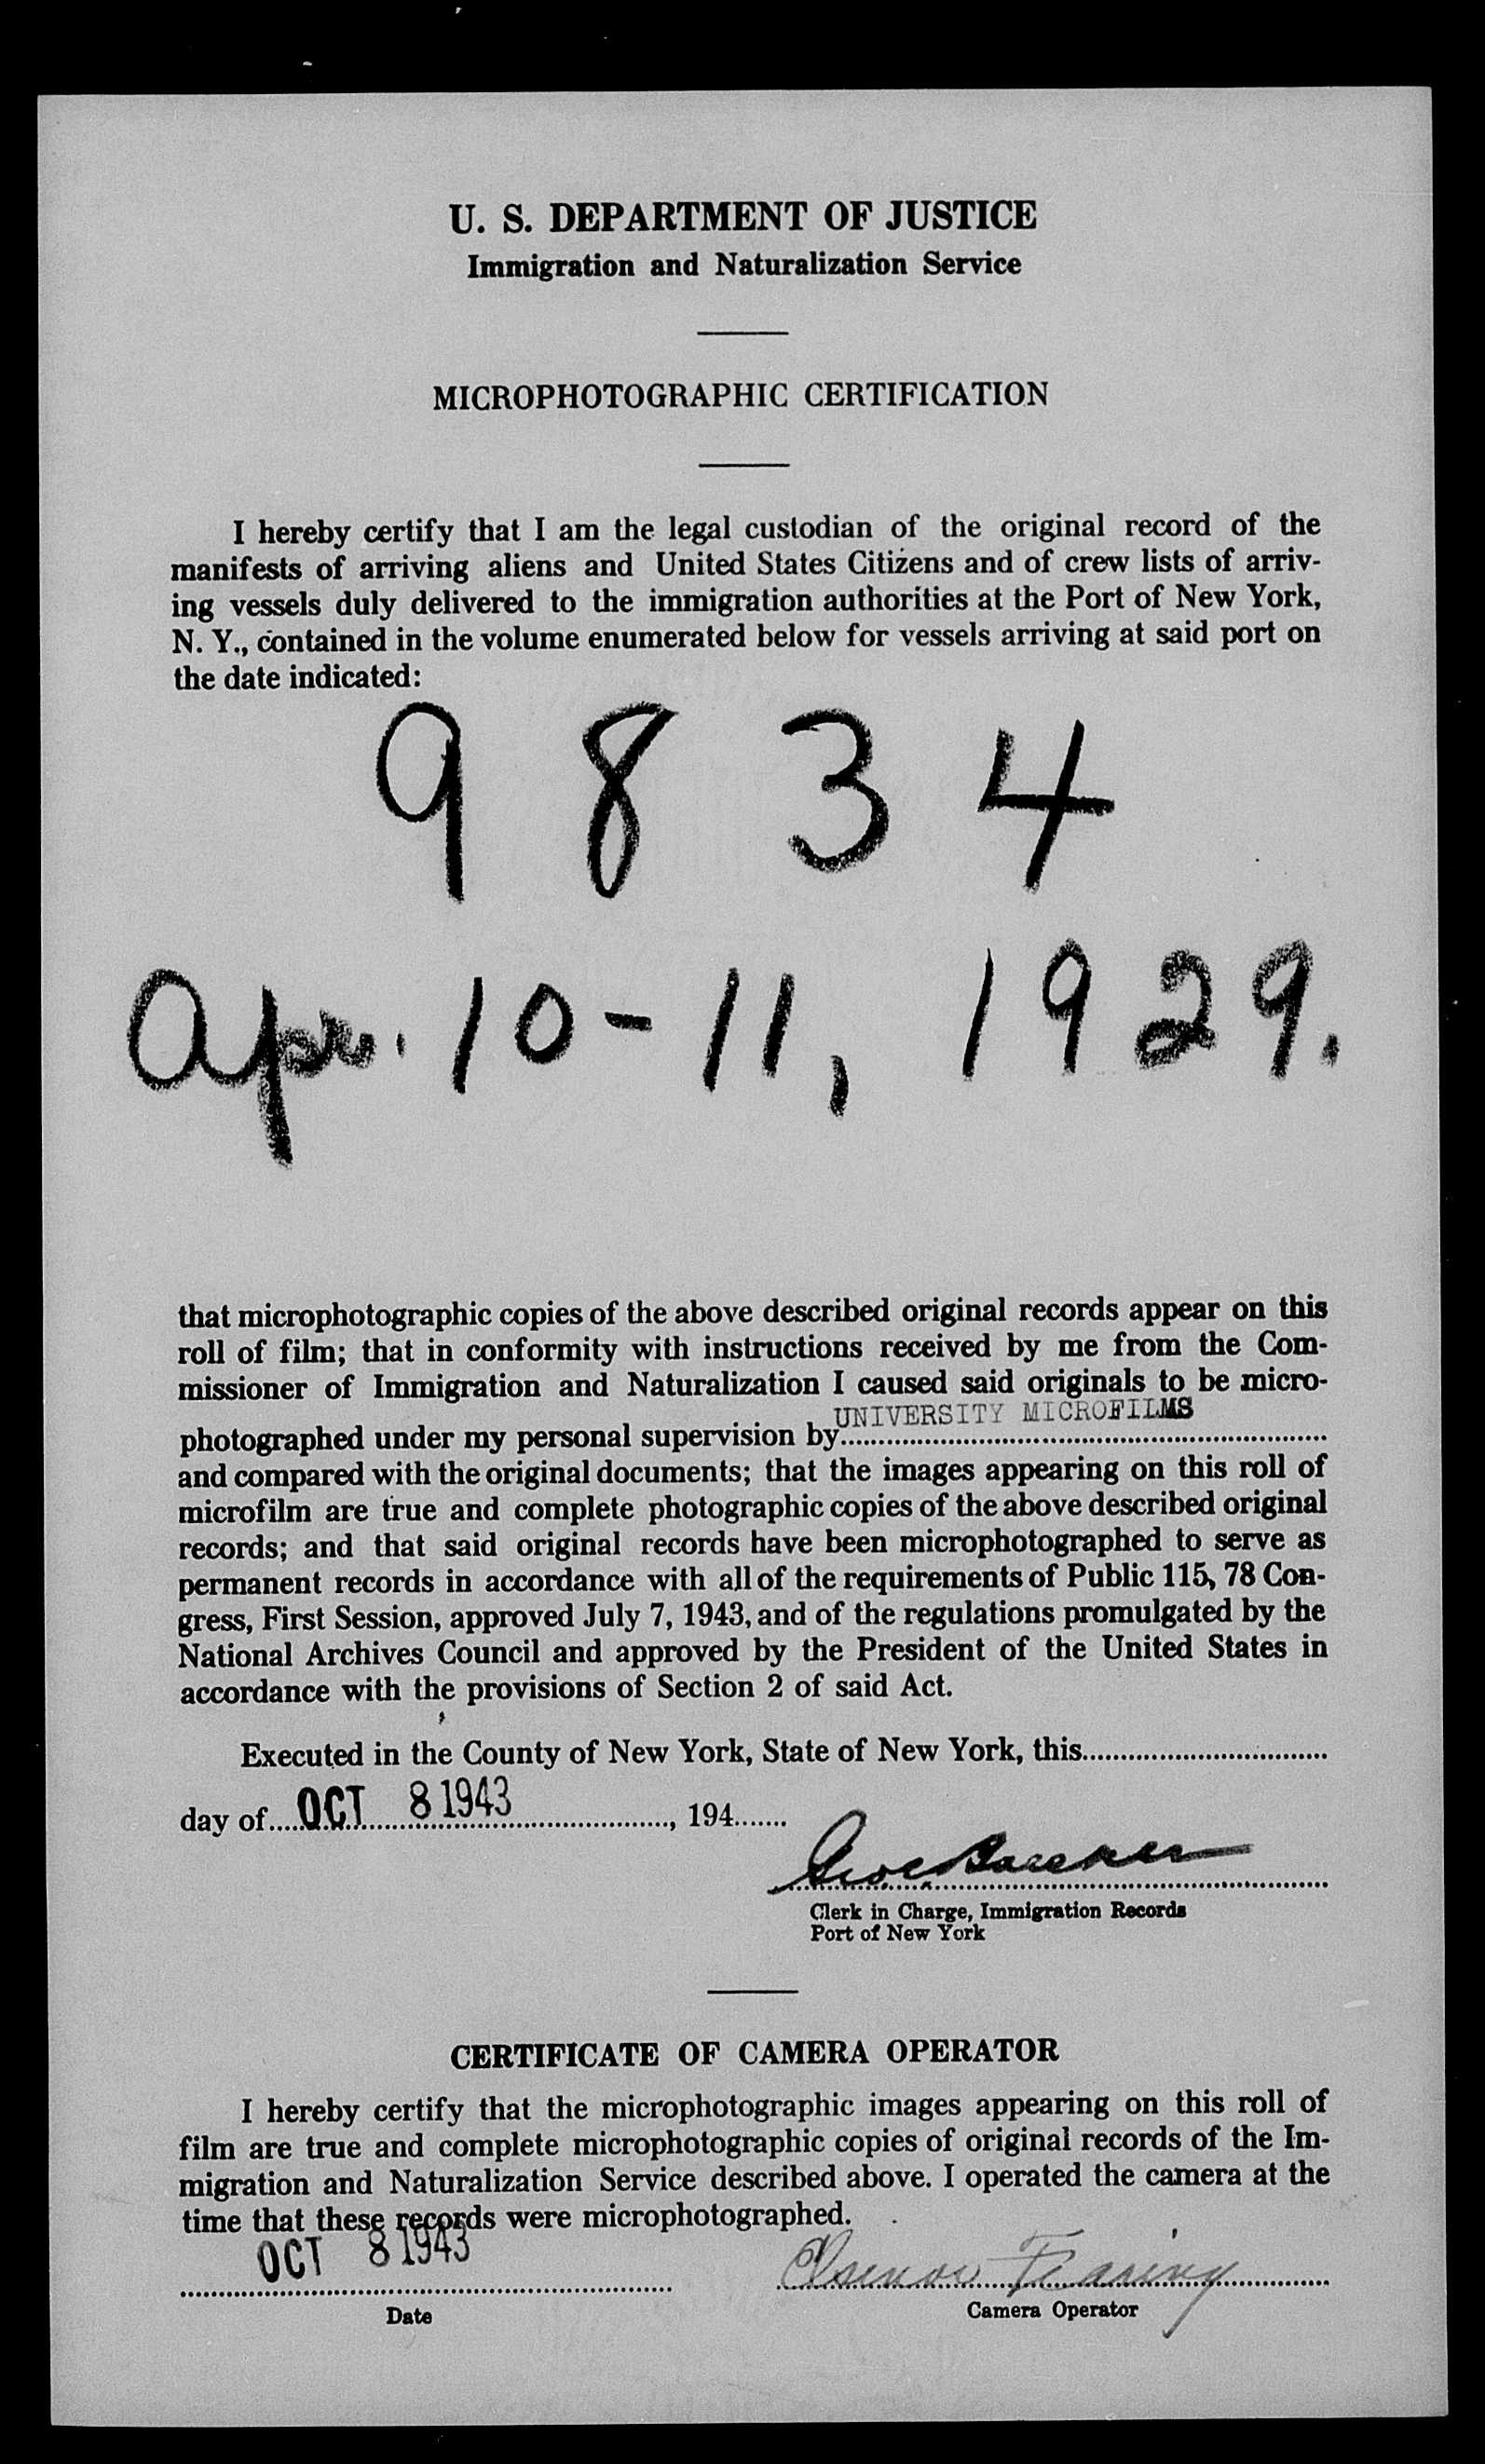 U. S. DEPARTMENT OF JUSTICE
Immigration and Naturalization Service
MICROPHOTOGRAPHIC CERTIFICATION
I hereby certify that I am the legal custodian of the original record of the
manifests of arriving aliens and United States Citizens and of crew lists of arriv-
ing vessels duly delivered to the immigration authorities at the Port of New York,
N. Y., contained in the volume enumerated below for vessels arriving at said port on
the date indicated:
9 8 3 4
Apr. 10-11, 1929.
that microphotographic copies of the above described original records appear on this
roll of film; that in conformity with instructions received by me from the Com-
missioner of Immigration and Naturalization I caused said originals to be micro-
UNIVERSITY MICROFILMS
photographed under my personal supervision by
and compared with the original documents; that the images appearing on this roll of
microfilm are true and complete photographic copies of the above described original
records; and that said original records have been microphotographed to serve as
permanent records in accordance with all of the requirements of Public 115, 78 Con-
gress, First Session, approved July 7, 1943, and of the regulations promulgated by the
National Archives Council and approved by the President of the United States in
accordance with the provisions of Section 2 of said Act.
Executed in the County of New York, State of New York, this
day of OCT 8 1943, 194
Clerk in Charge, Immigration Records
Port of New York
CERTIFICATE OF CAMERA OPERATOR
I hereby certify that the microphotographic images appearing on this roll of
film are true and complete microphotographic copies of original records of the Im-
migration and Naturalization Service described above. I operated the camera at the
time that these records were microphotographed.
OCT 8 1943
Date
Camera Operator